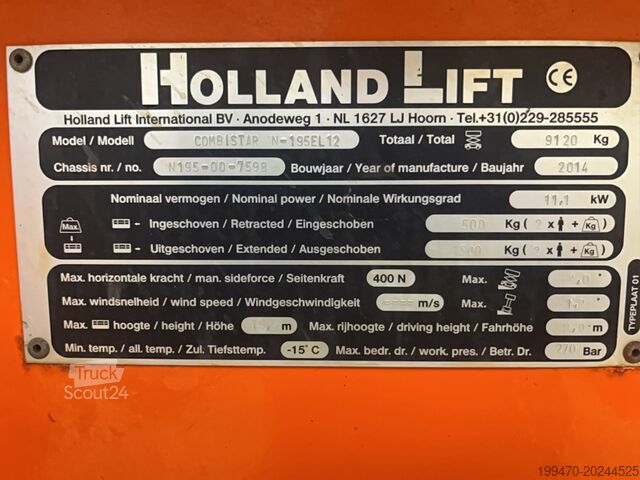 HOLLAND LIFT CE
Holland Lift International BV · Anodeweg 1 · NL 1627 LJ Hoorn · Tel.+31(0)229-285555
Model / Modell COMBISTAR N-195EL12 Totaal / Total 9120 Kg
Chassis nr. / no. N195-00-7598 Bouwjaar / Year of manufacture / Baujahr 2014
Nominaal vermogen / Nominal power / Nominale Wirkungsgrad 11,1 kW
Max. - Ingeschoven / Retracted / Eingeschoben 500 Kg ( 2 x + Kg )
- Uitgeschoven / Extended / Ausgeschoben 500 Kg ( 2 x + Kg )
Max. horizontale kracht / man. sideforce / Seitenkraft 400 N Max. °
Max. windsnelheid / wind speed / Windgeschwindigkeit m/s Max. °
Max. hoogte / height / Höhe m Max. rijhoogte / driving height / Fahrhöhe m
Min. temp. / all. temp. / Zul. Tiefsttemp. -15° C Max. bedr. dr. / work. pres. / Betr. Dr. 270 Bar
TYPEPLAAT 01
Truck
Scout24
199470-20244525